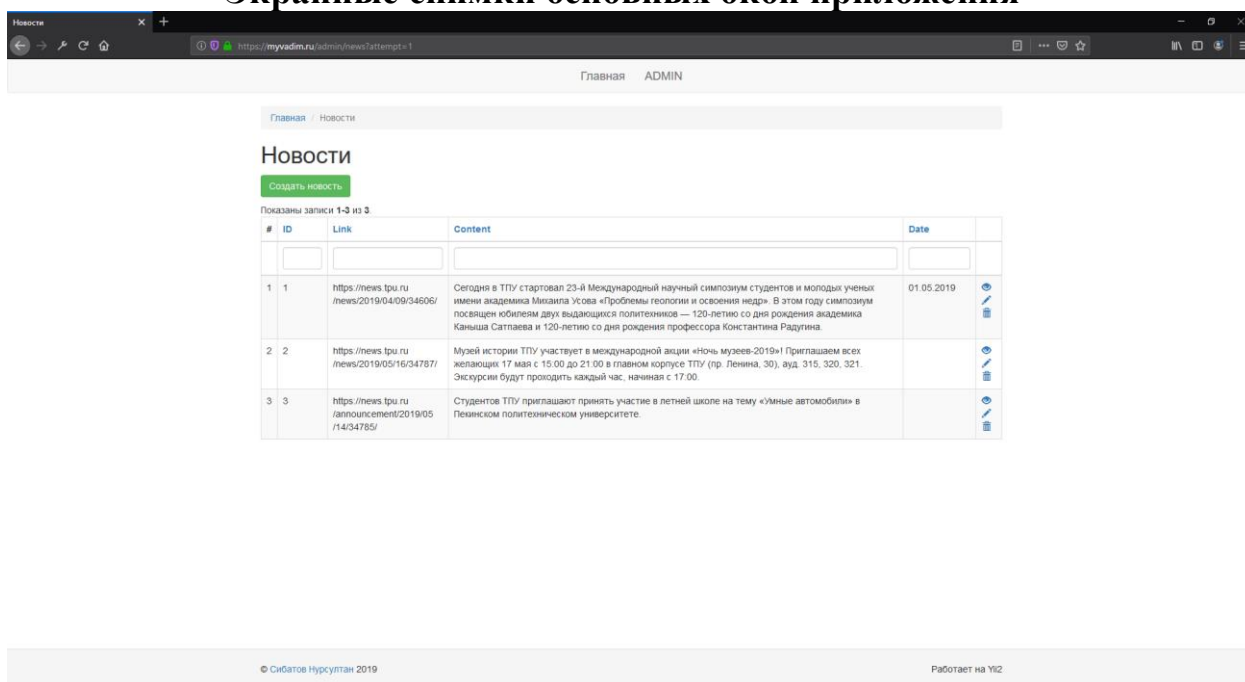 Экранные снимки основных окон приложения
Новости
https://myvadim.ru/admin/news?attempt=1
Главная ADMIN
Главная / Новости
Новости
Создать новость
Показаны записи 1-3 из 3.
# ID Link Content Date
1 1 https://news.tpu.ru Сегодня в ТПУ стартовал 23-й Международный научный симпозиум студентов и молодых ученых 01.05.2019
/news/2019/04/09/34606/ имени академика Михаила Усова «Проблемы геологии и освоения недр». В этом году симпозиум
посвящен юбилеям двух выдающихся политехников — 120-летию со дня рождения академика
Каныша Сатпаева и 120-летию со дня рождения профессора Константина Радугина.
2 2 https://news.tpu.ru Музей истории ТПУ участвует в международной акции «Ночь музеев-2019»! Приглашаем всех
/news/2019/05/16/34787/ желающих 17 мая с 15:00 до 21:00 в главном корпусе ТПУ (пр. Ленина, 30), ауд. 315, 320, 321.
Экскурсии будут проходить каждый час, начиная с 17:00.
3 3 https://news.tpu.ru Студентов ТПУ приглашают принять участие в летней школе на тему «Умные автомобили» в
/announcement/2019/05 Пекинском политехническом университете.
/14/34785/
© Сибатов Нурсултан 2019 Работает на Yii2